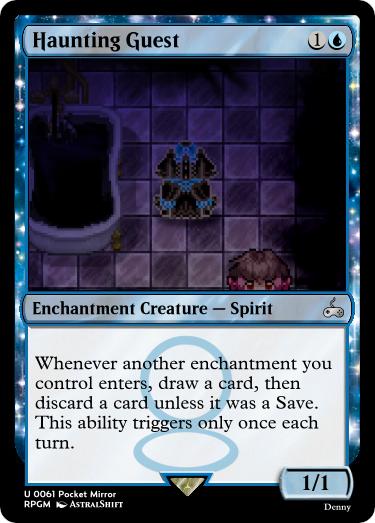 Haunting Guest 1
Enchantment Creature — Spirit
Whenever another enchantment you
control enters, draw a card, then
discard a card unless it was a Save.
This ability triggers only once each
turn.
1/1
U 0061 Pocket Mirror
RPGM AstralShift
Denny